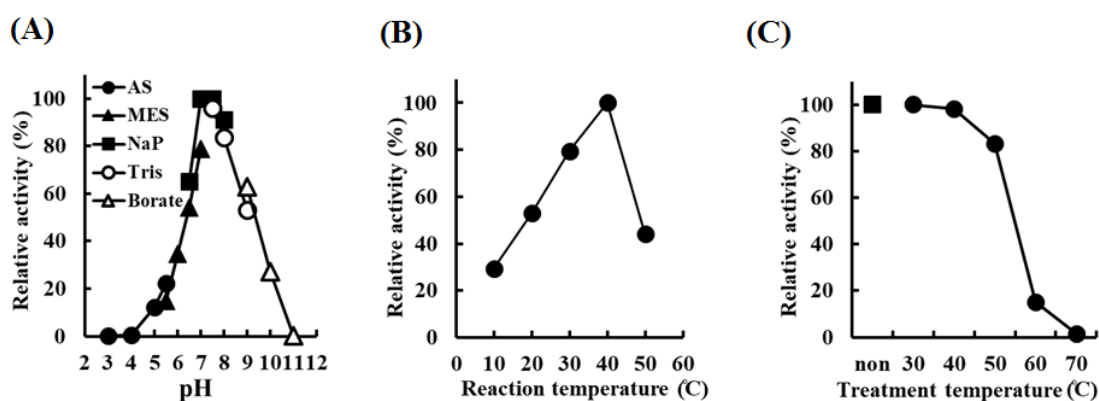 (A)
Relative activity (%)
100
80
60
40
20
0
2 3 4 5 6 7 8 9 10 11 12
pH
AS
MES
NaP
Tris
Borate
(B)
Relative activity (%)
100
80
60
40
20
0
0 10 20 30 40 50 60
Reaction temperature (℃)
(C)
Relative activity (%)
120
100
80
60
40
20
0
non 30 40 50 60 70
Treatment temperature (℃)